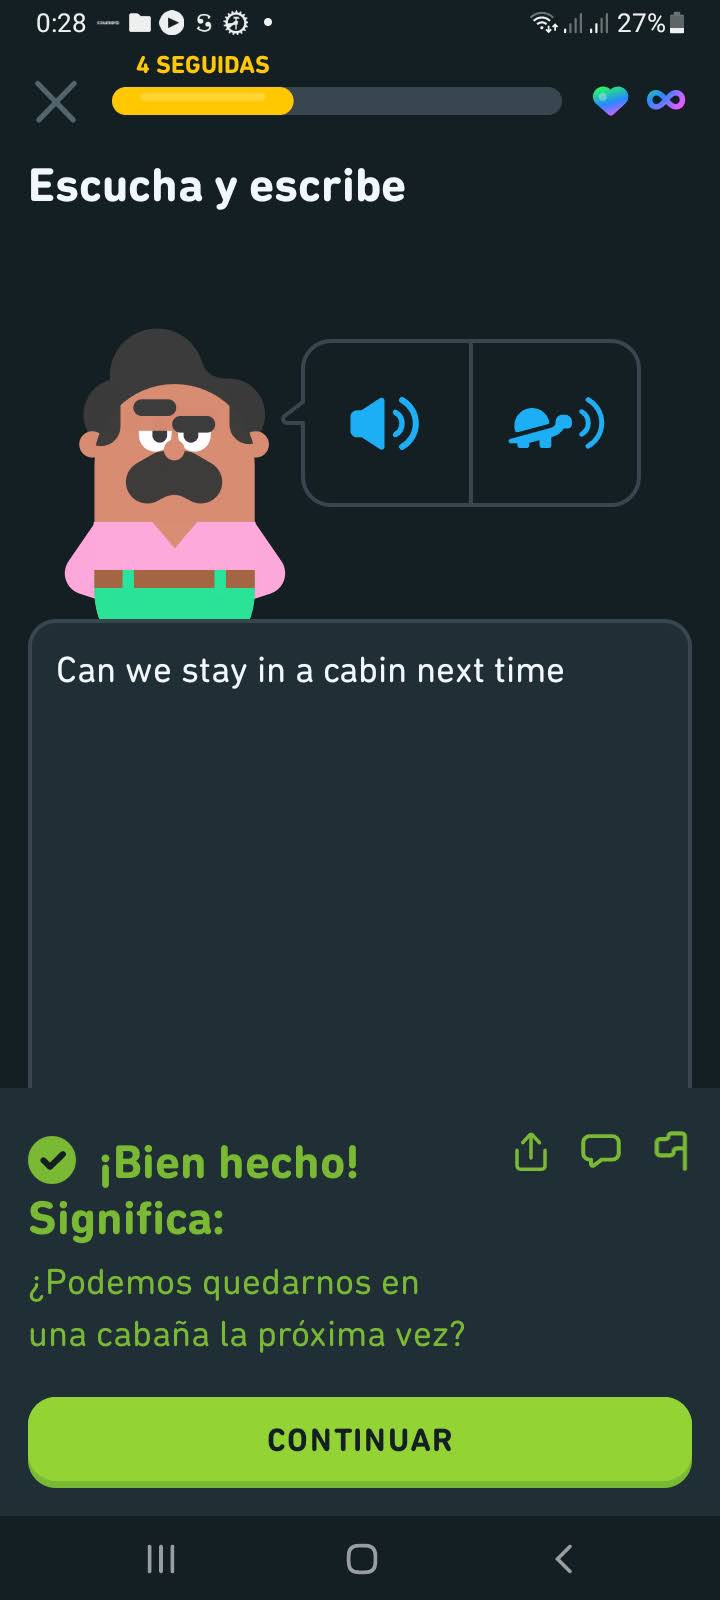 0:28
27%
4 SEGUIDAS
Escucha y escribe
Can we stay in a cabin next time
¡Bien hecho!
Significa:
¿Podemos quedarnos en
una cabaña la próxima vez?
CONTINUAR